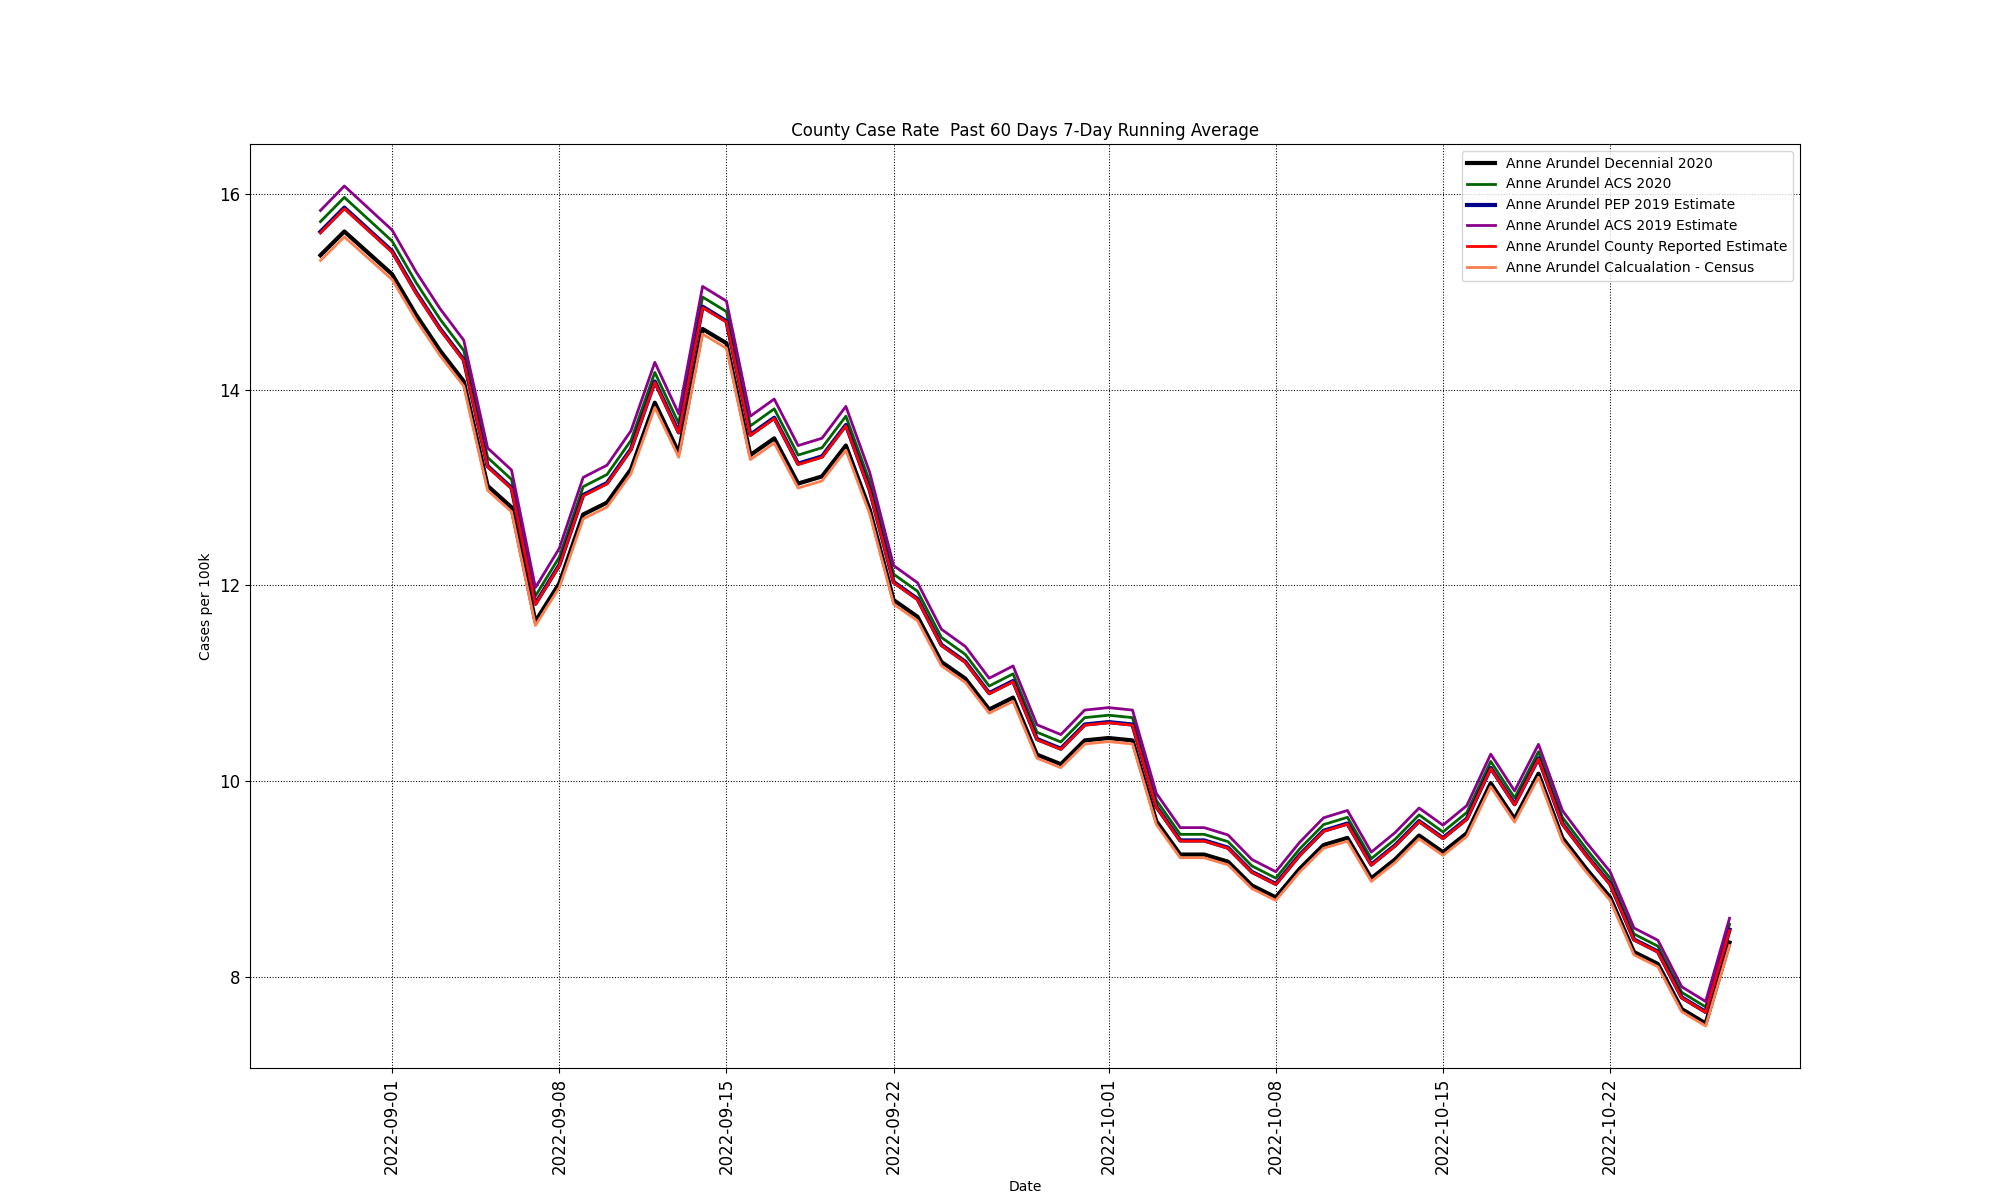 County Case Rate  Past 60 Days 7-Day Running Average
Anne Arundel Decennial 2020
Anne Arundel ACS 2020
Anne Arundel PEP 2019 Estimate
Anne Arundel ACS 2019 Estimate
Anne Arundel County Reported Estimate
Anne Arundel Calcualation - Census
Cases per 100k
16
14
12
10
8
2022-09-01
2022-09-08
2022-09-15
2022-09-22
2022-10-01
2022-10-08
2022-10-15
2022-10-22
Date